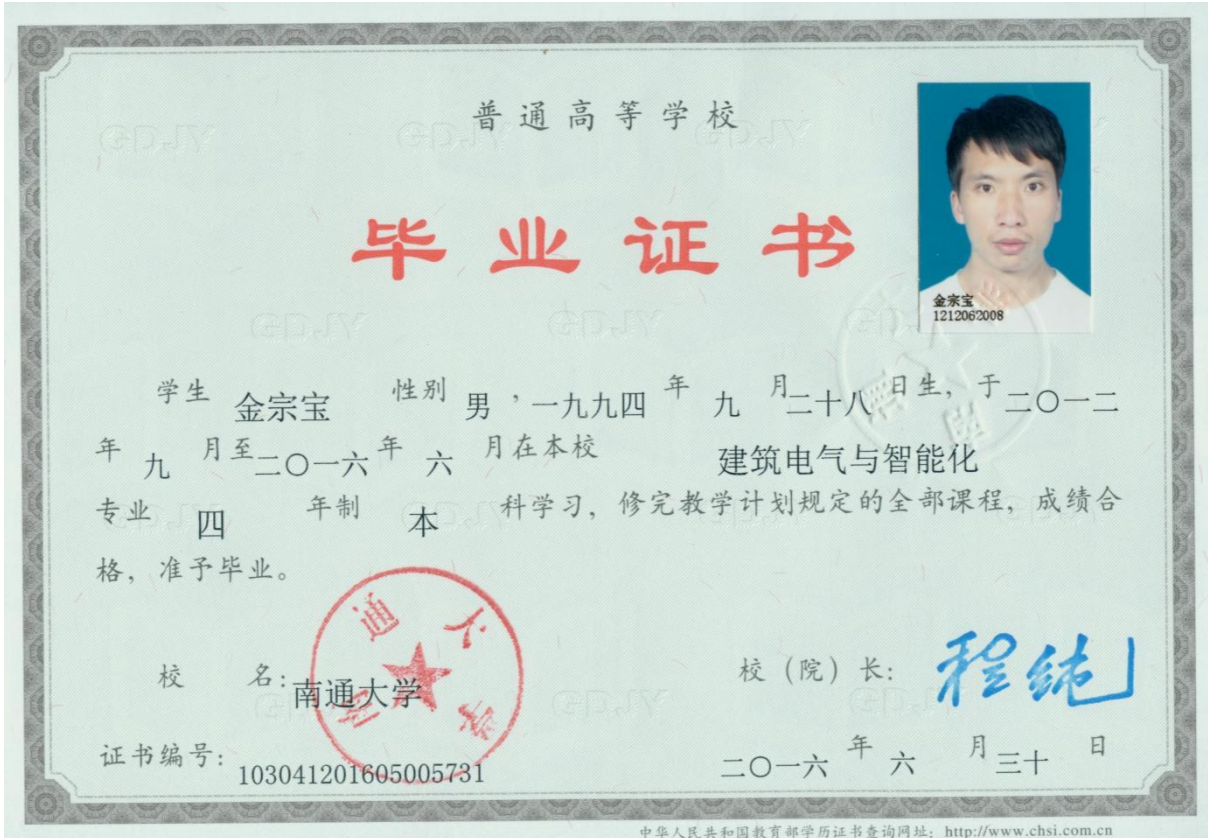 普通高等学校
毕业证书
金宗宝
1212062008
学生 金宗宝 性别 男，一九九四 年 九 月二十八日生，于二〇一二
年 九 月至二〇一六年 六 月在本校 建筑电气与智能化
专业 四 年制 本 科学习，修完教学计划规定的全部课程，成绩合
格，准予毕业。
南通大学
校 名：南通大学
校（院）长：程纯
证书编号：103041201605005731
二〇一六 年 六 月三十 日
中华人民共和国教育部学历证书查询网址：http://www.chsi.com.cn